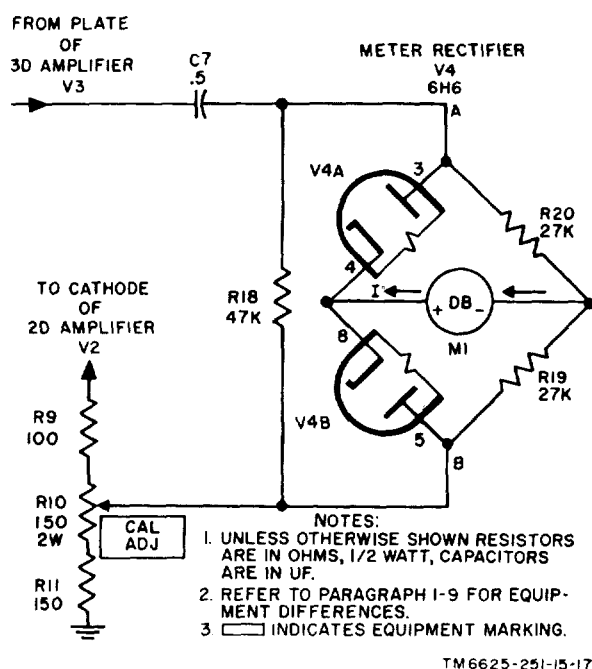 FROM PLATE
OF
3D AMPLIFIER
V3
C7
.5
METER RECTIFIER
V4
6H6
A
V4A
3
4
R20
27K
R18
47K
I
+ DB -
M1
TO CATHODE
OF
2D AMPLIFIER
V2
8
V4B
5
R19
27K
B
R9
100
R10
150
2W
CAL
ADJ
R11
150
NOTES:
1. UNLESS OTHERWISE SHOWN RESISTORS
ARE IN OHMS, 1/2 WATT, CAPACITORS
ARE IN UF.
2. REFER TO PARAGRAPH 1-9 FOR EQUIP-
MENT DIFFERENCES.
3. INDICATES EQUIPMENT MARKING.
TM6625-251-15-17